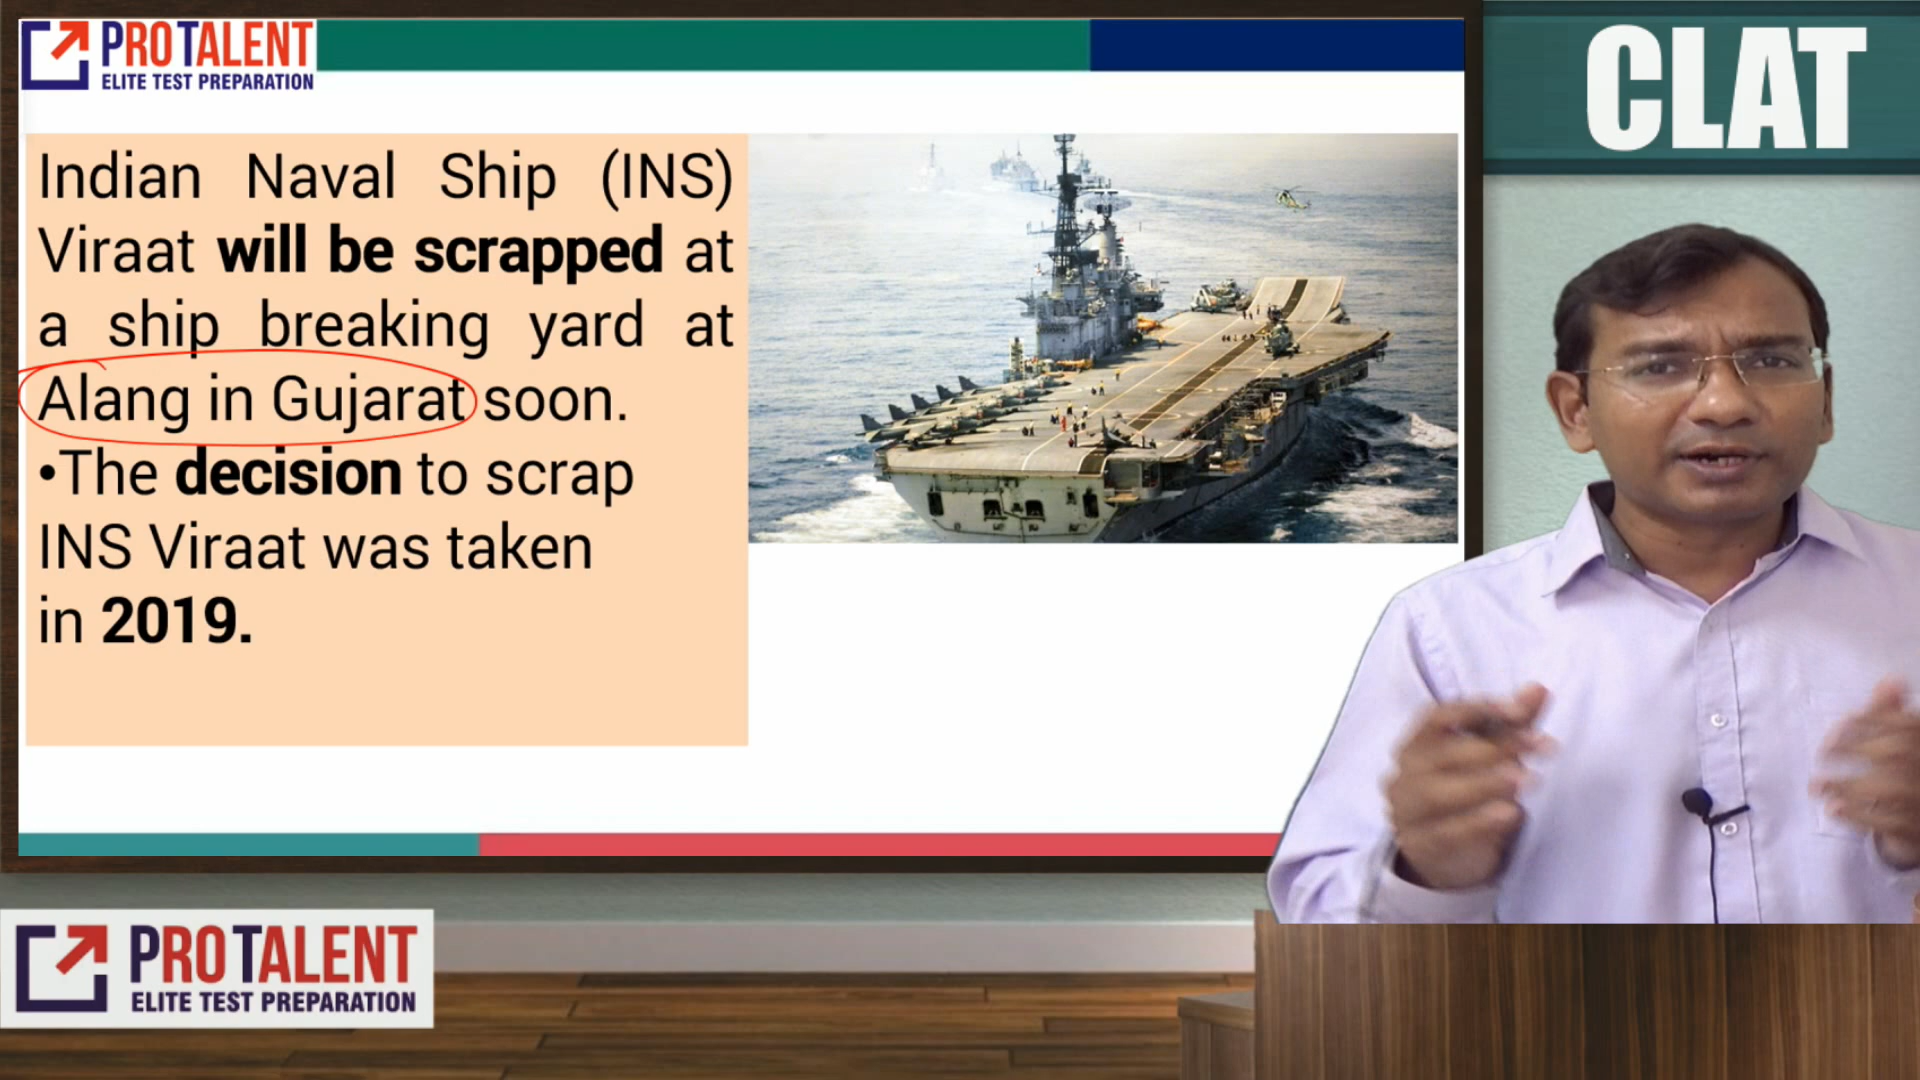 PROTALENT
ELITE TEST PREPARATION
CLAT
Indian Naval Ship (INS)
Viraat will be scrapped at
a ship breaking yard at
Alang in Gujarat soon.
•The decision to scrap
INS Viraat was taken
in 2019.
PROTALENT
ELITE TEST PREPARATION